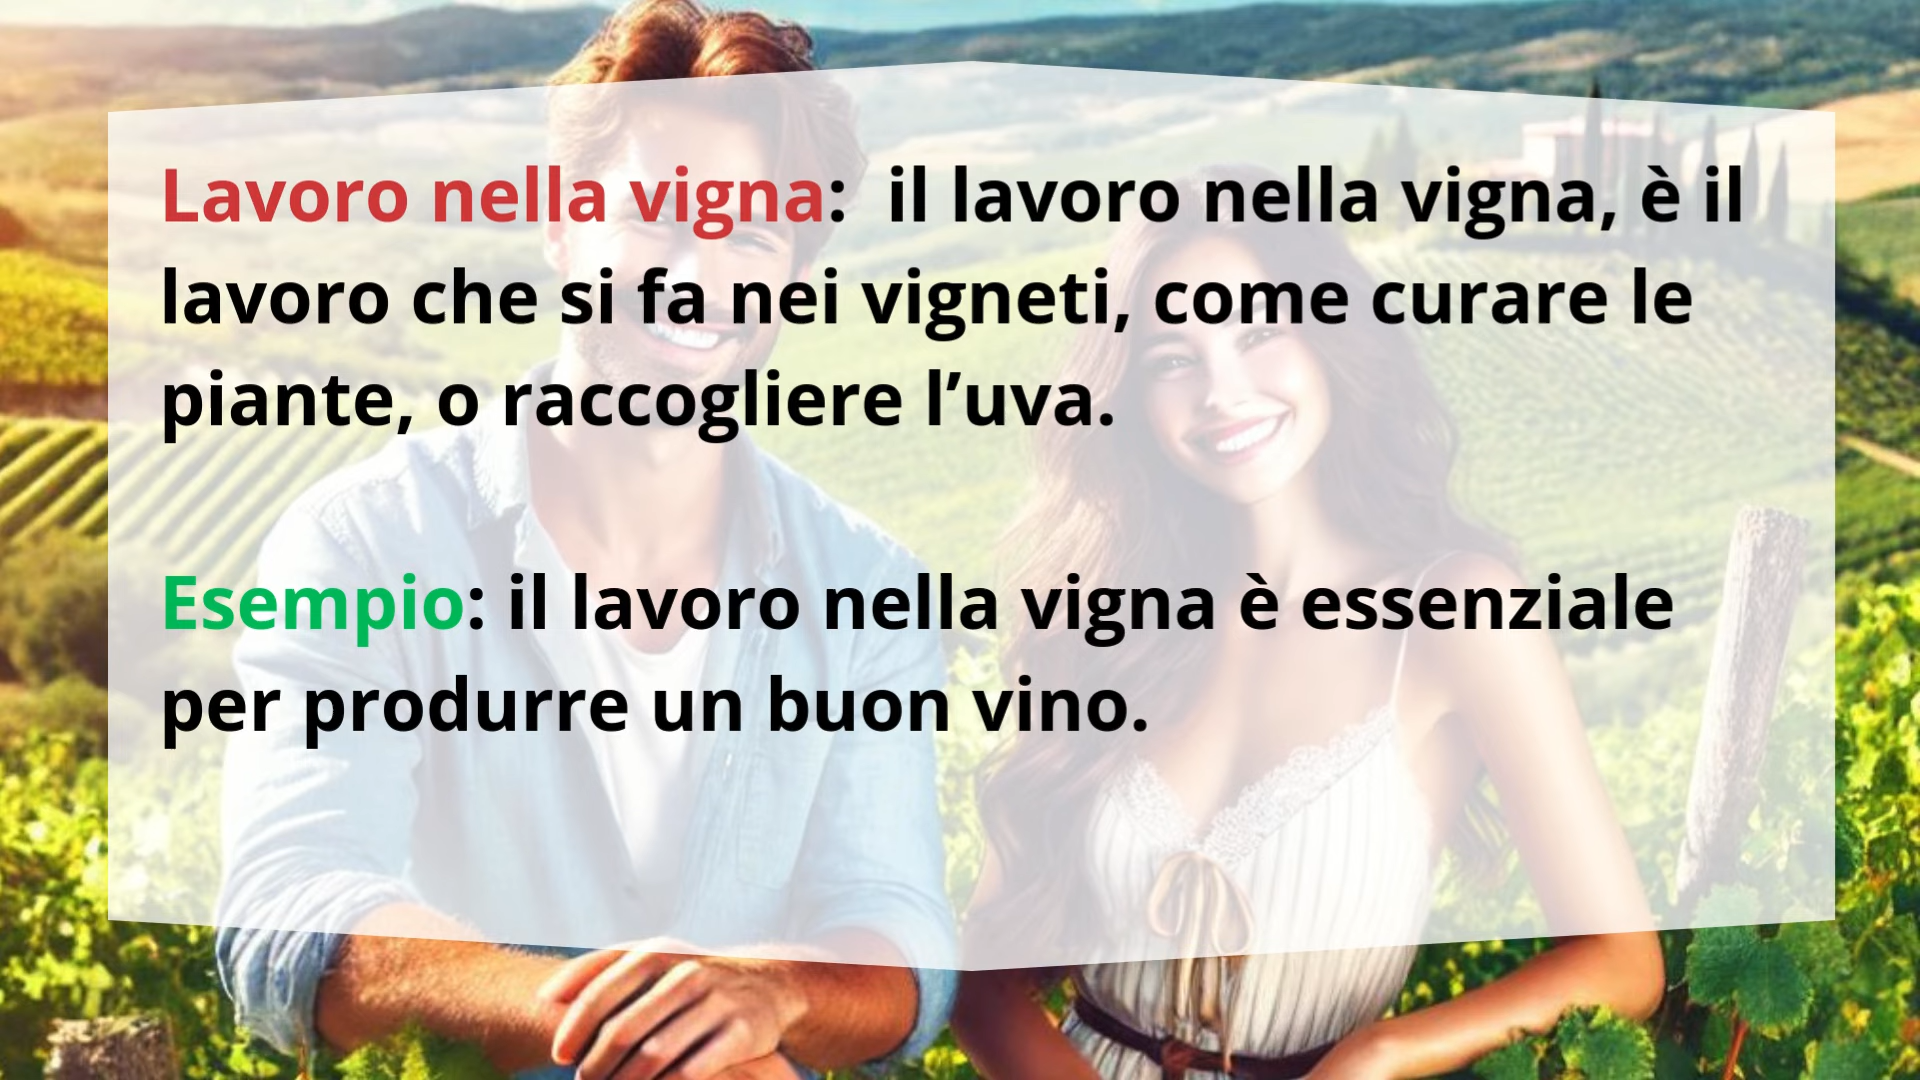 Lavoro nella vigna:  il lavoro nella vigna, è il
lavoro che si fa nei vigneti, come curare le
piante, o raccogliere l’uva.
Esempio: il lavoro nella vigna è essenziale
per produrre un buon vino.